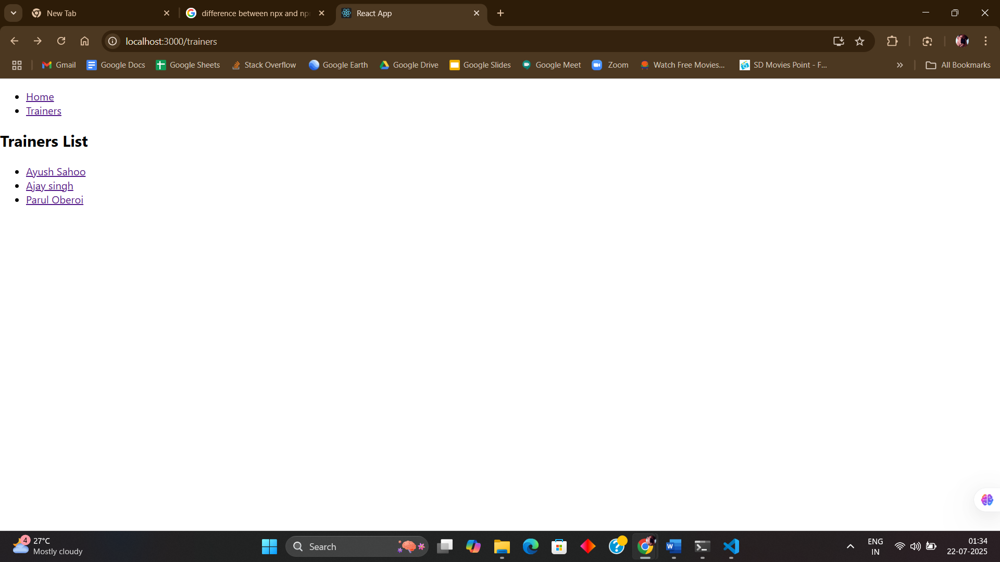 New Tab
difference between npx and np
React App
localhost:3000/trainers
Gmail
Google Docs
Google Sheets
Stack Overflow
Google Earth
Google Drive
Google Slides
Google Meet
Zoom
Watch Free Movies...
SD Movies Point - F...
All Bookmarks
Home
Trainers
Trainers List
Ayush Sahoo
Ajay singh
Parul Oberoi
4
27°C
Mostly cloudy
Search
ENG
IN
01:34
22-07-2025